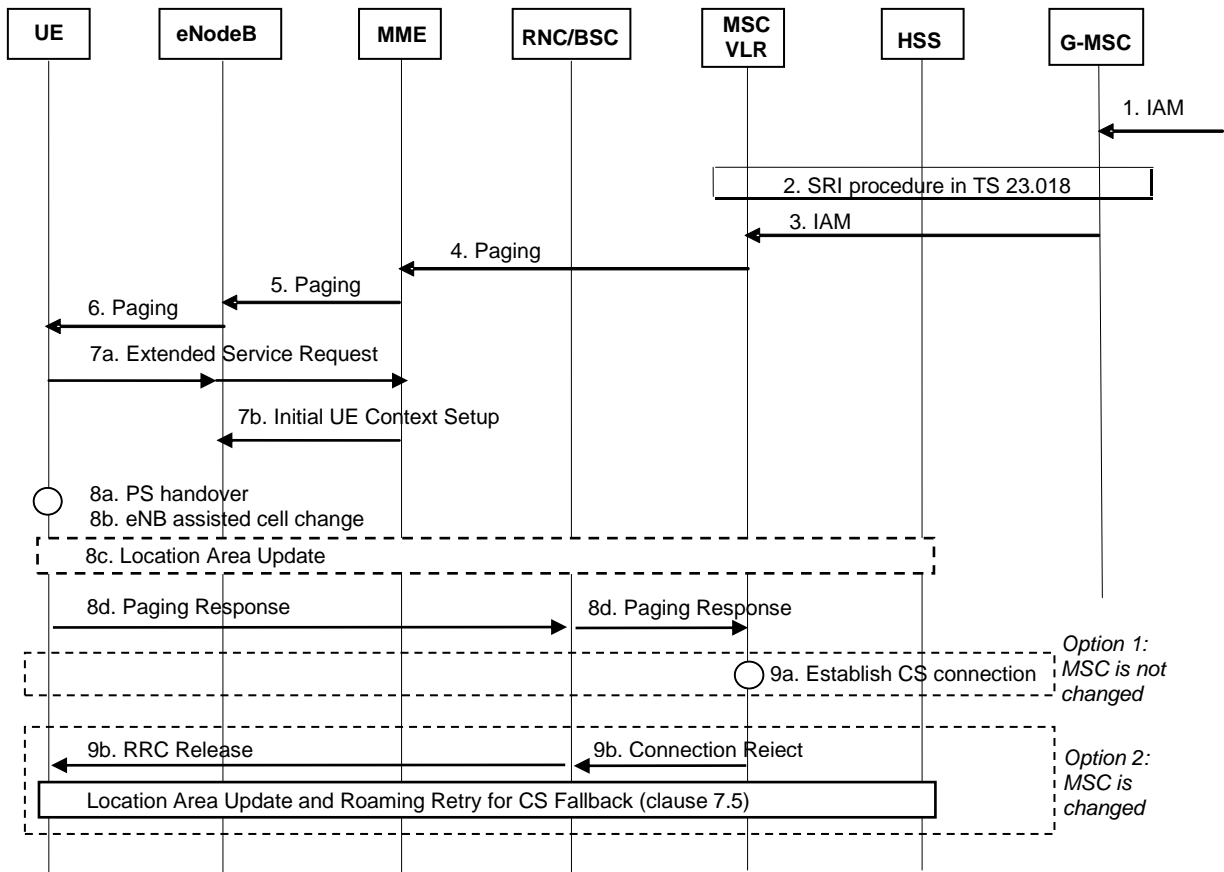 UE
eNodeB
MME
RNC/BSC
MSC
VLR
HSS
G-MSC
1. IAM
2. SRI procedure in TS 23.018
3. IAM
4. Paging
5. Paging
6. Paging
7a. Extended Service Request
7b. Initial UE Context Setup
8a. PS handover
8b. eNB assisted cell change
8c. Location Area Update
8d. Paging Response
8d. Paging Response
Option 1:
MSC is not
changed
9a. Establish CS connection
9b. RRC Release
9b. Connection Reject
Option 2:
MSC is
changed
Location Area Update and Roaming Retry for CS Fallback (clause 7.5)